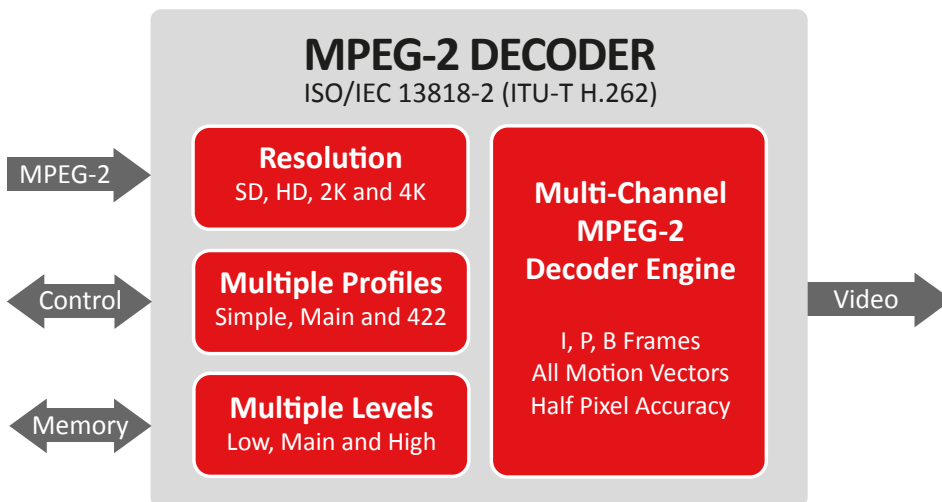 MPEG-2 DECODER
ISO/IEC 13818-2 (ITU-T H.262)
MPEG-2
Control
Memory
Resolution
SD, HD, 2K and 4K
Multiple Profiles
Simple, Main and 422
Multiple Levels
Low, Main and High
Multi-Channel
MPEG-2
Decoder Engine
I, P, B Frames
All Motion Vectors
Half Pixel Accuracy
Video